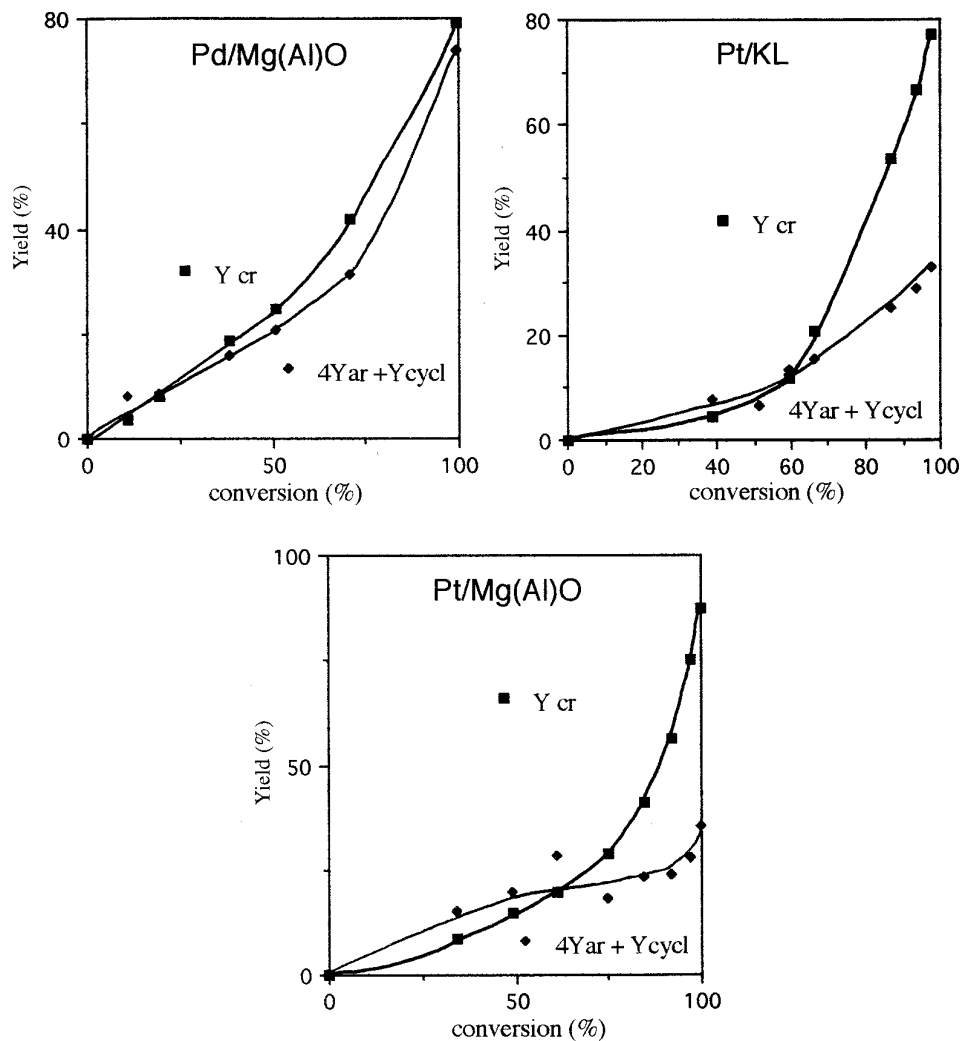 Pd/Mg(Al)O
Yield (%)
80
40
0
Y cr
4Yar +Ycycl
0
50
100
conversion (%)
Pt/KL
Yield (%)
80
60
40
20
10
0
Y cr
4Yar + Ycycl
0
20
40
60
80
100
conversion (%)
Pt/Mg(Al)O
Yield (%)
100
50
0
Y cr
4Yar + Ycycl
0
50
100
conversion (%)